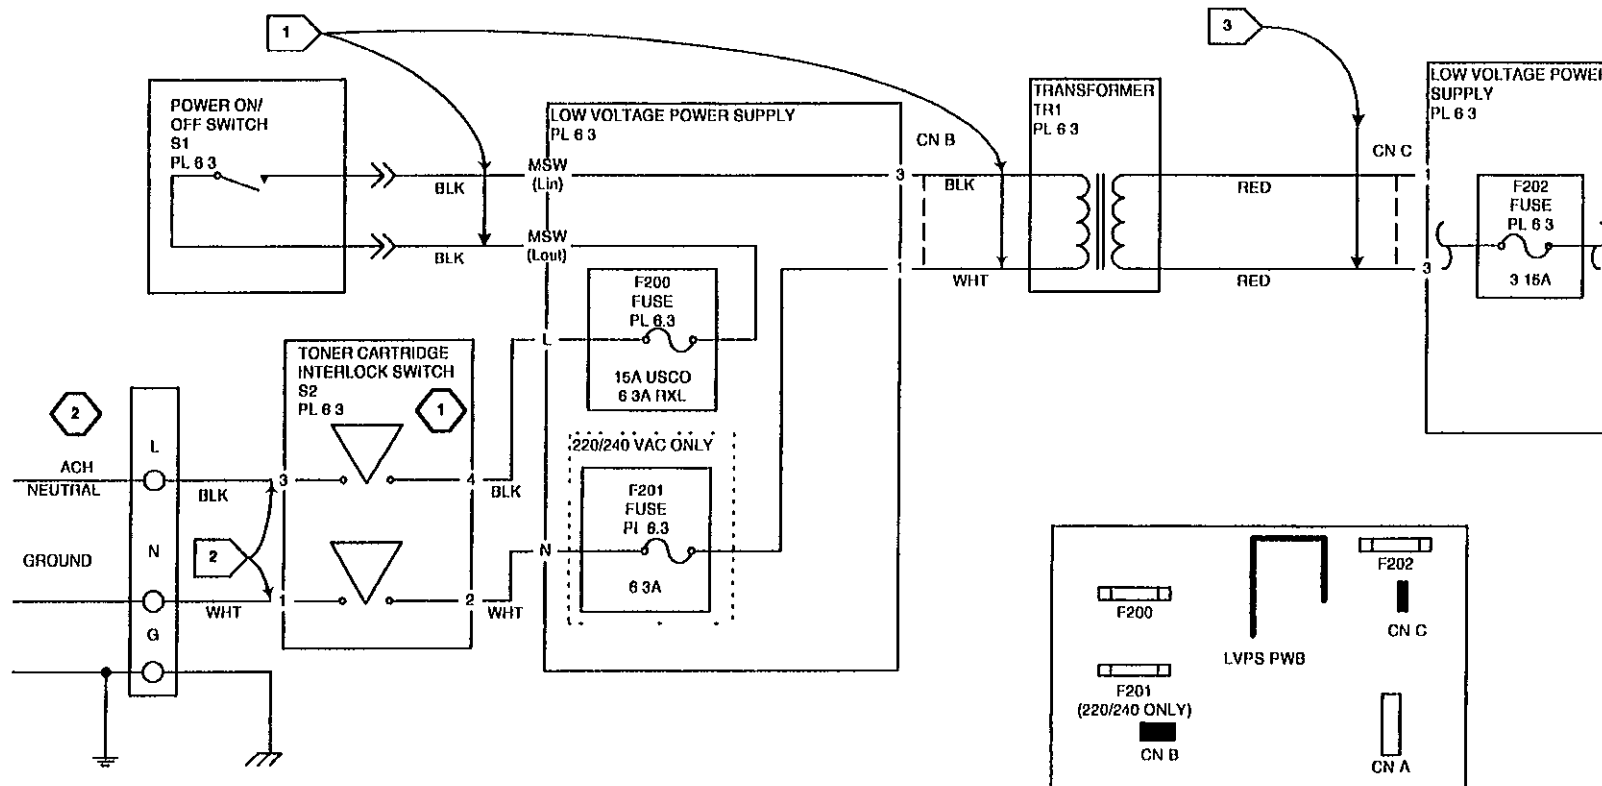 1
3
POWER ON/
OFF SWITCH
S1
PL 6 3
BLK
BLK
MSW
(Lin)
MSW
(Lout)
LOW VOLTAGE POWER SUPPLY
PL 6 3
3
1
CN B
BLK
WHT
TRANSFORMER
TR1
PL 6 3
RED
RED
CN C
1
3
LOW VOLTAGE POWER
SUPPLY
PL 6 3
F202
FUSE
PL 6 3
3 15A
F200
FUSE
PL 6.3
15A USCO
6 3A RXL
L
N
220/240 VAC ONLY
F201
FUSE
PL 6.3
6 3A
TONER CARTRIDGE
INTERLOCK SWITCH
S2
PL 6 3
1
3
4
1
2
BLK
WHT
2
L
N
G
ACH
NEUTRAL
GROUND
BLK
2
WHT
F200
F201
(220/240 ONLY)
CN B
LVPS PWB
F202
CN C
CN A